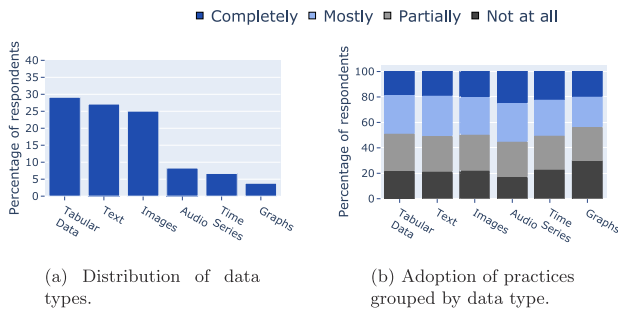 Completely Mostly Partially Not at all
Percentage of respondents
40
35
30
25
20
15
10
5
0
Tabular Data
Text
Images
Audio
Time Series
Graphs
(a) Distribution of data
types.
Percentage of respondents
100
80
60
40
20
0
Tabular Data
Text
Images
Audio
Time Series
Graphs
(b) Adoption of practices
grouped by data type.